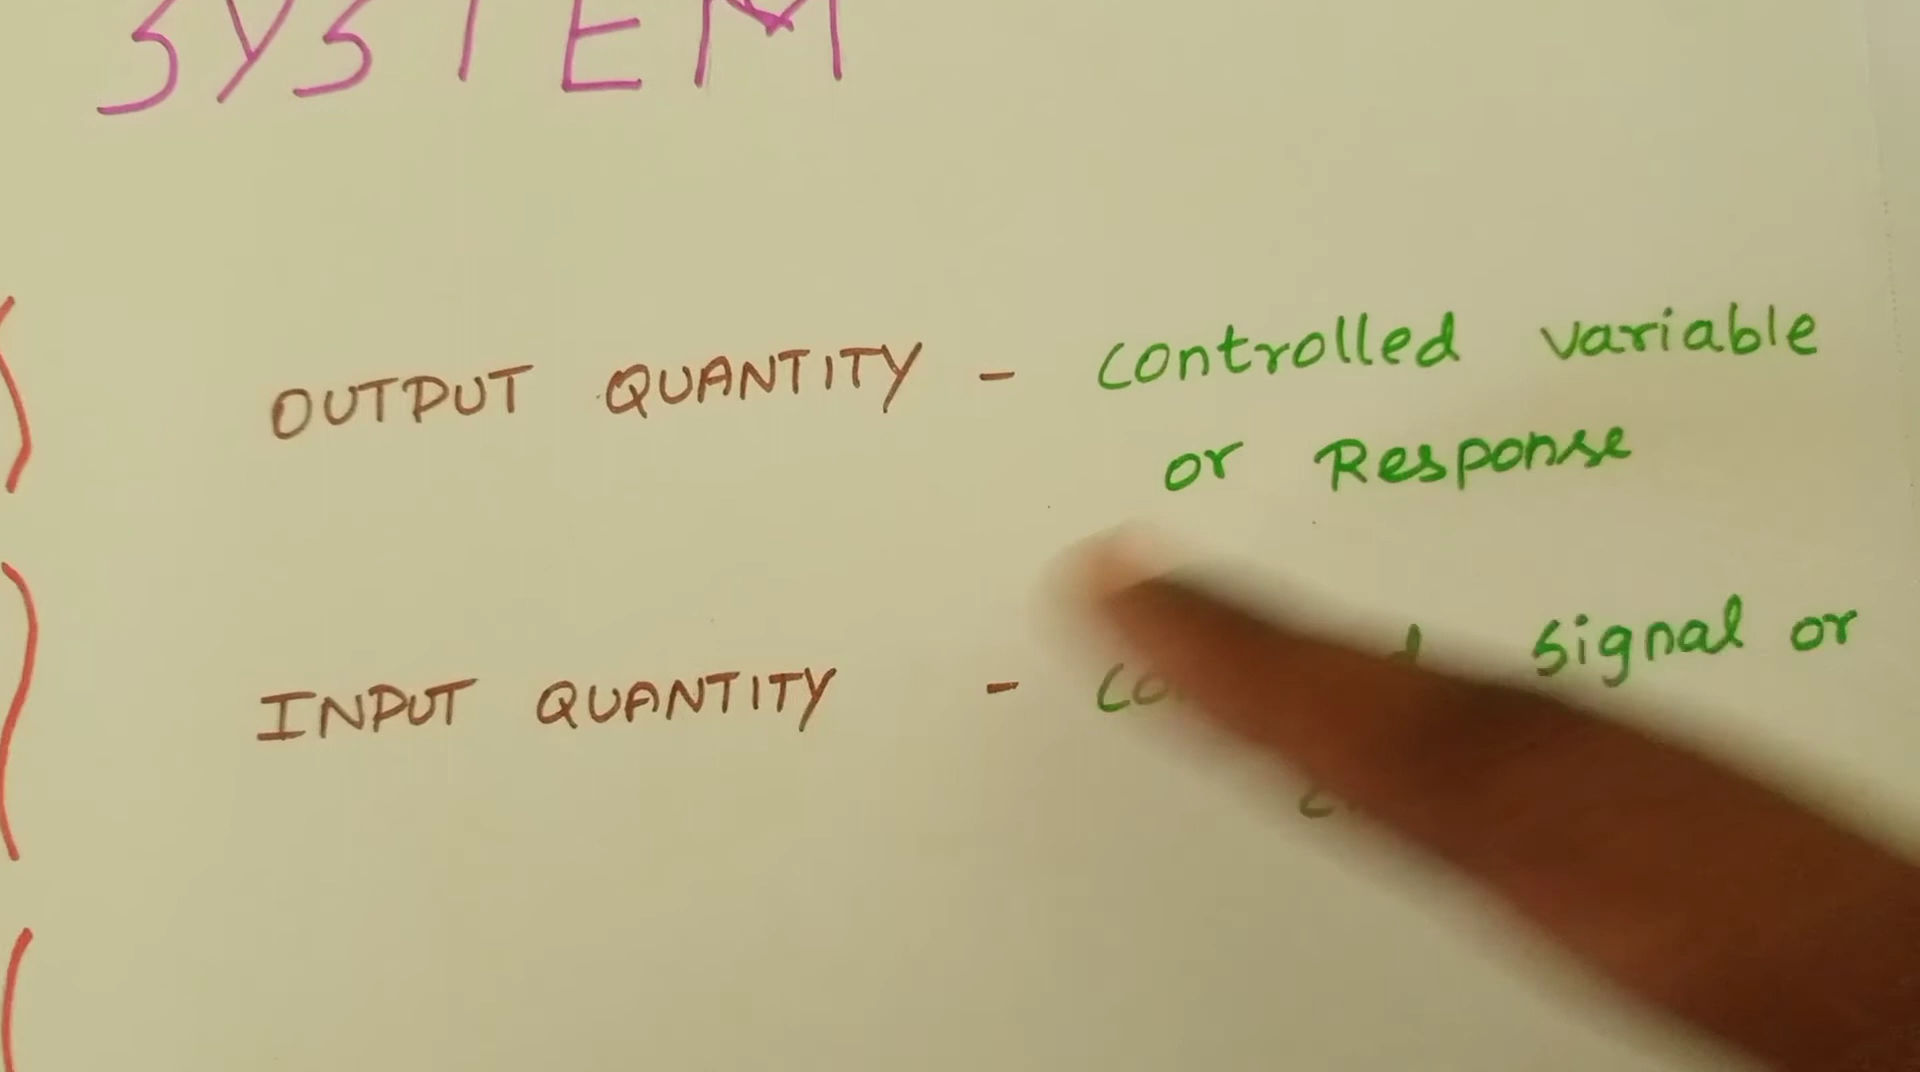 SYSTEM
OUTPUT QUANTITY - controlled variable
or Response
INPUT QUANTITY - signal or